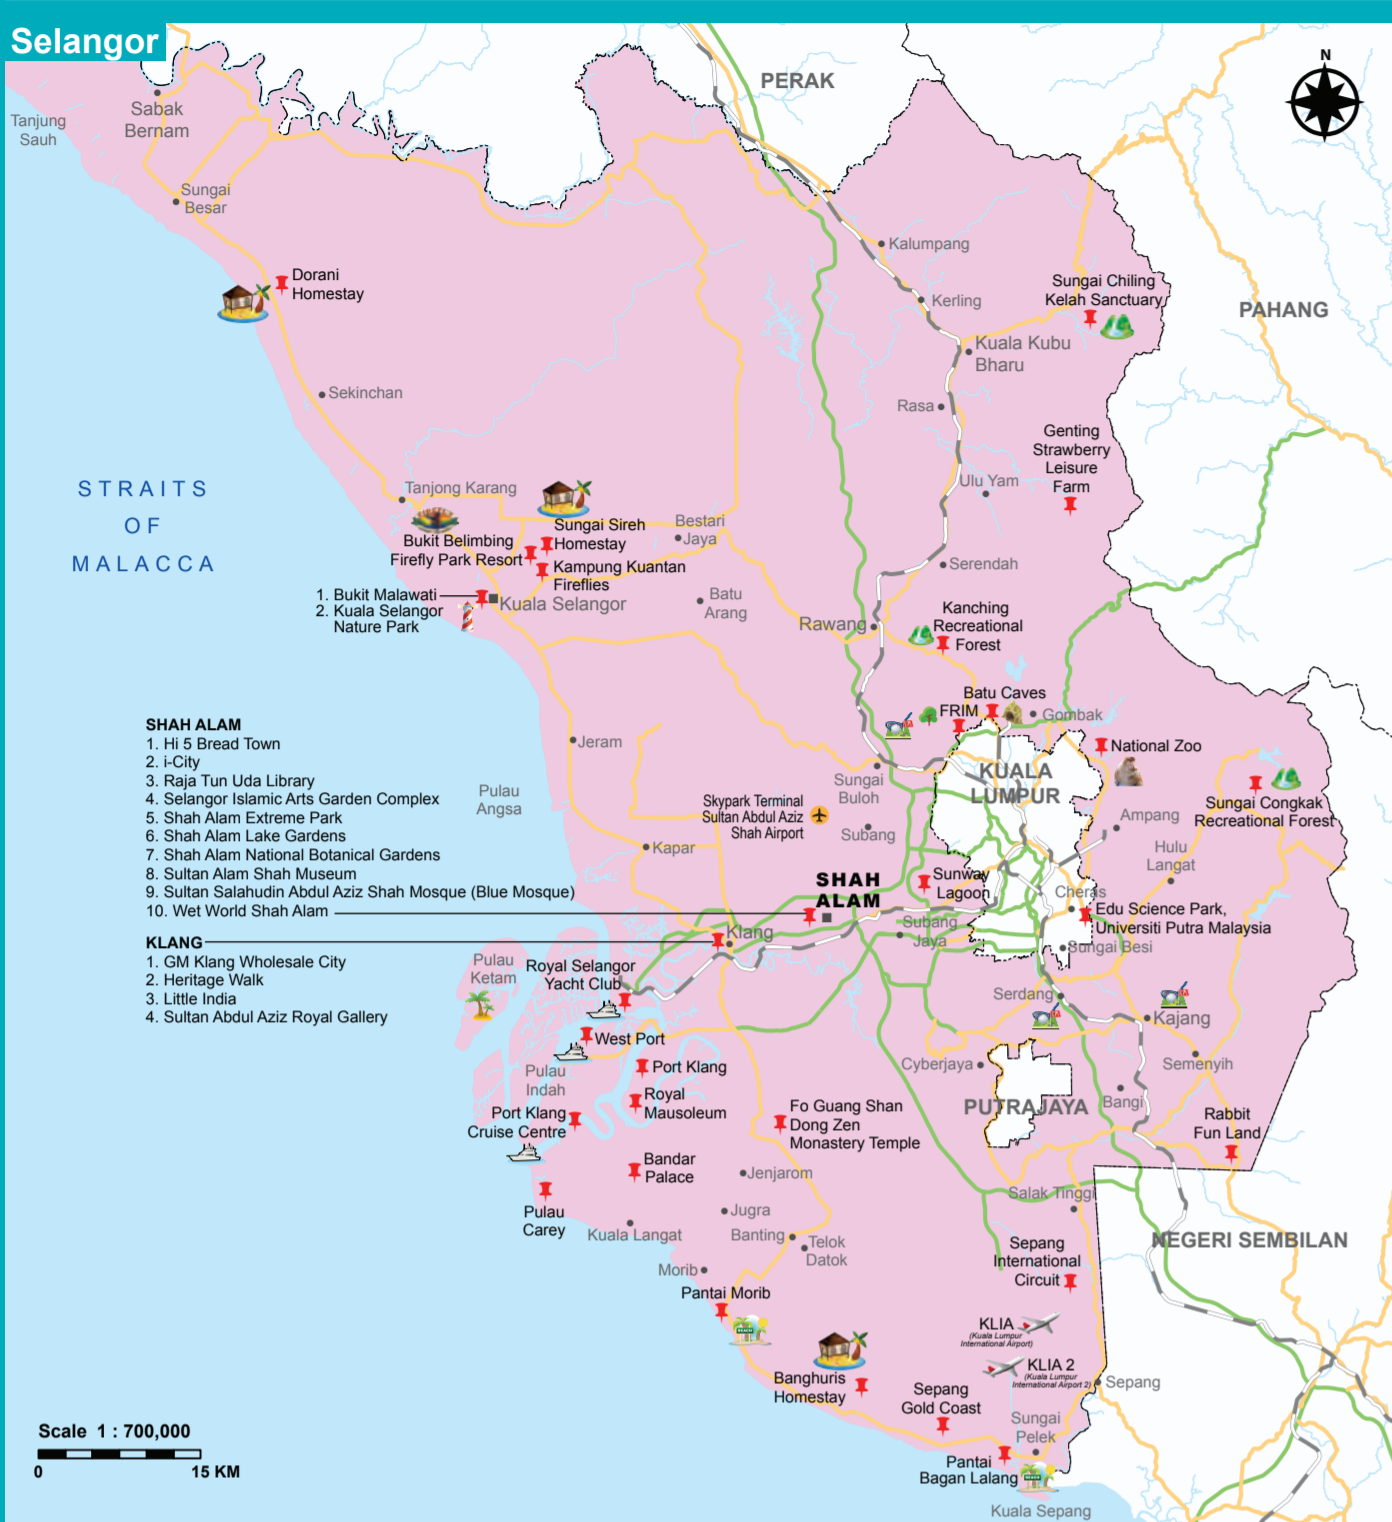 Selangor
N
PERAK
Sabak
Bernam
Tanjung
Sauh
Sungai
Besar
Kalumpang
Dorani
Homestay
Sungai Chiling
Kelah Sanctuary
Kerling
PAHANG
Kuala Kubu
Bharu
Sekinchan
Rasa
Genting
Strawberry
Leisure
Farm
STRAITS
OF
MALACCA
Tanjong Karang
Ulu Yam
Bukit Belimbing
Firefly Park Resort
Sungai Sireh
Homestay
Bestari
Jaya
Kampung Kuantan
Fireflies
Serendah
1. Bukit Malawati
2. Kuala Selangor
Nature Park
Kuala Selangor
Batu
Arang
Rawang
Kanching
Recreational
Forest
Batu Caves
FRIM
Gombak
SHAH ALAM
1. Hi 5 Bread Town
2. i-City
3. Raja Tun Uda Library
4. Selangor Islamic Arts Garden Complex
5. Shah Alam Extreme Park
6. Shah Alam Lake Gardens
7. Shah Alam National Botanical Gardens
8. Sultan Alam Shah Museum
9. Sultan Salahudin Abdul Aziz Shah Mosque (Blue Mosque)
10. Wet World Shah Alam
KLANG
1. GM Klang Wholesale City
2. Heritage Walk
3. Little India
4. Sultan Abdul Aziz Royal Gallery
Jeram
National Zoo
KUALA
LUMPUR
Sungai
Buloh
Pulau
Angsa
Skypark Terminal
Sultan Abdul Aziz
Shah Airport
Subang
Sungai Congkak
Recreational Forest
Ampang
Kapar
Hulu
Langat
SHAH
ALAM
Sunway
Lagoon
Cheras
Edu Science Park,
Universiti Putra Malaysia
Klang
Subang
Jaya
Sungai Besi
Pulau
Ketam
Royal Selangor
Yacht Club
Serdang
Kajang
West Port
Port Klang
Pulau
Indah
Cyberjaya
Semenyih
Royal
Mausoleum
Port Klang
Cruise Centre
Fo Guang Shan
Dong Zen
Monastery Temple
PUTRAJAYA
Bangi
Rabbit
Fun Land
Bandar
Palace
Jenjarom
Salak Tinggi
Pulau
Carey
Jugra
Kuala Langat
Banting
Telok
Datok
NEGERI SEMBILAN
Sepang
International
Circuit
Morib
Pantai Morib
BEACH
KLIA
(Kuala Lumpur
International Airport)
KLIA 2
(Kuala Lumpur
International Airport 2)
Banghuris
Homestay
Sepang
Sepang
Gold Coast
Sungai
Pelek
Pantai
Bagan Lalang
BEACH
Kuala Sepang
Scale 1 : 700,000
0
15 KM